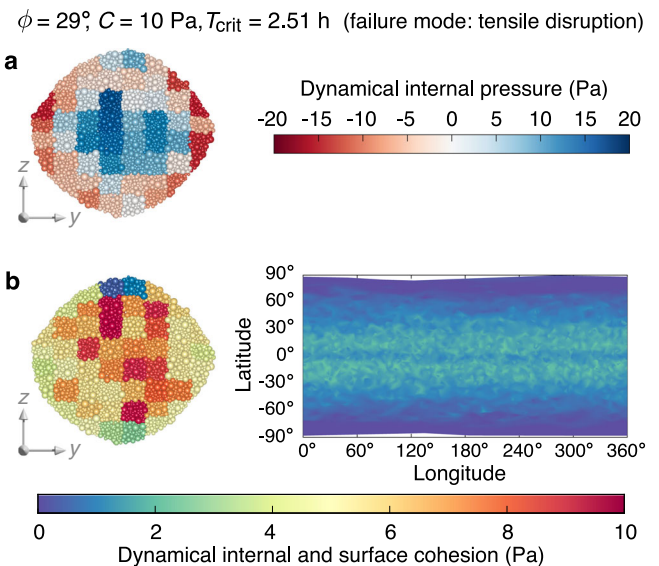 ϕ = 29°, C = 10 Pa, T_crit = 2.51 h (failure mode: tensile disruption)
a
Dynamical internal pressure (Pa)
-20 -15 -10 -5 0 5 10 15 20
z
y
b
90°
60°
30°
0°
-30°
-60°
-90°
Latitude
0° 60° 120° 180° 240° 300° 360°
Longitude
z
y
0 2 4 6 8 10
Dynamical internal and surface cohesion (Pa)